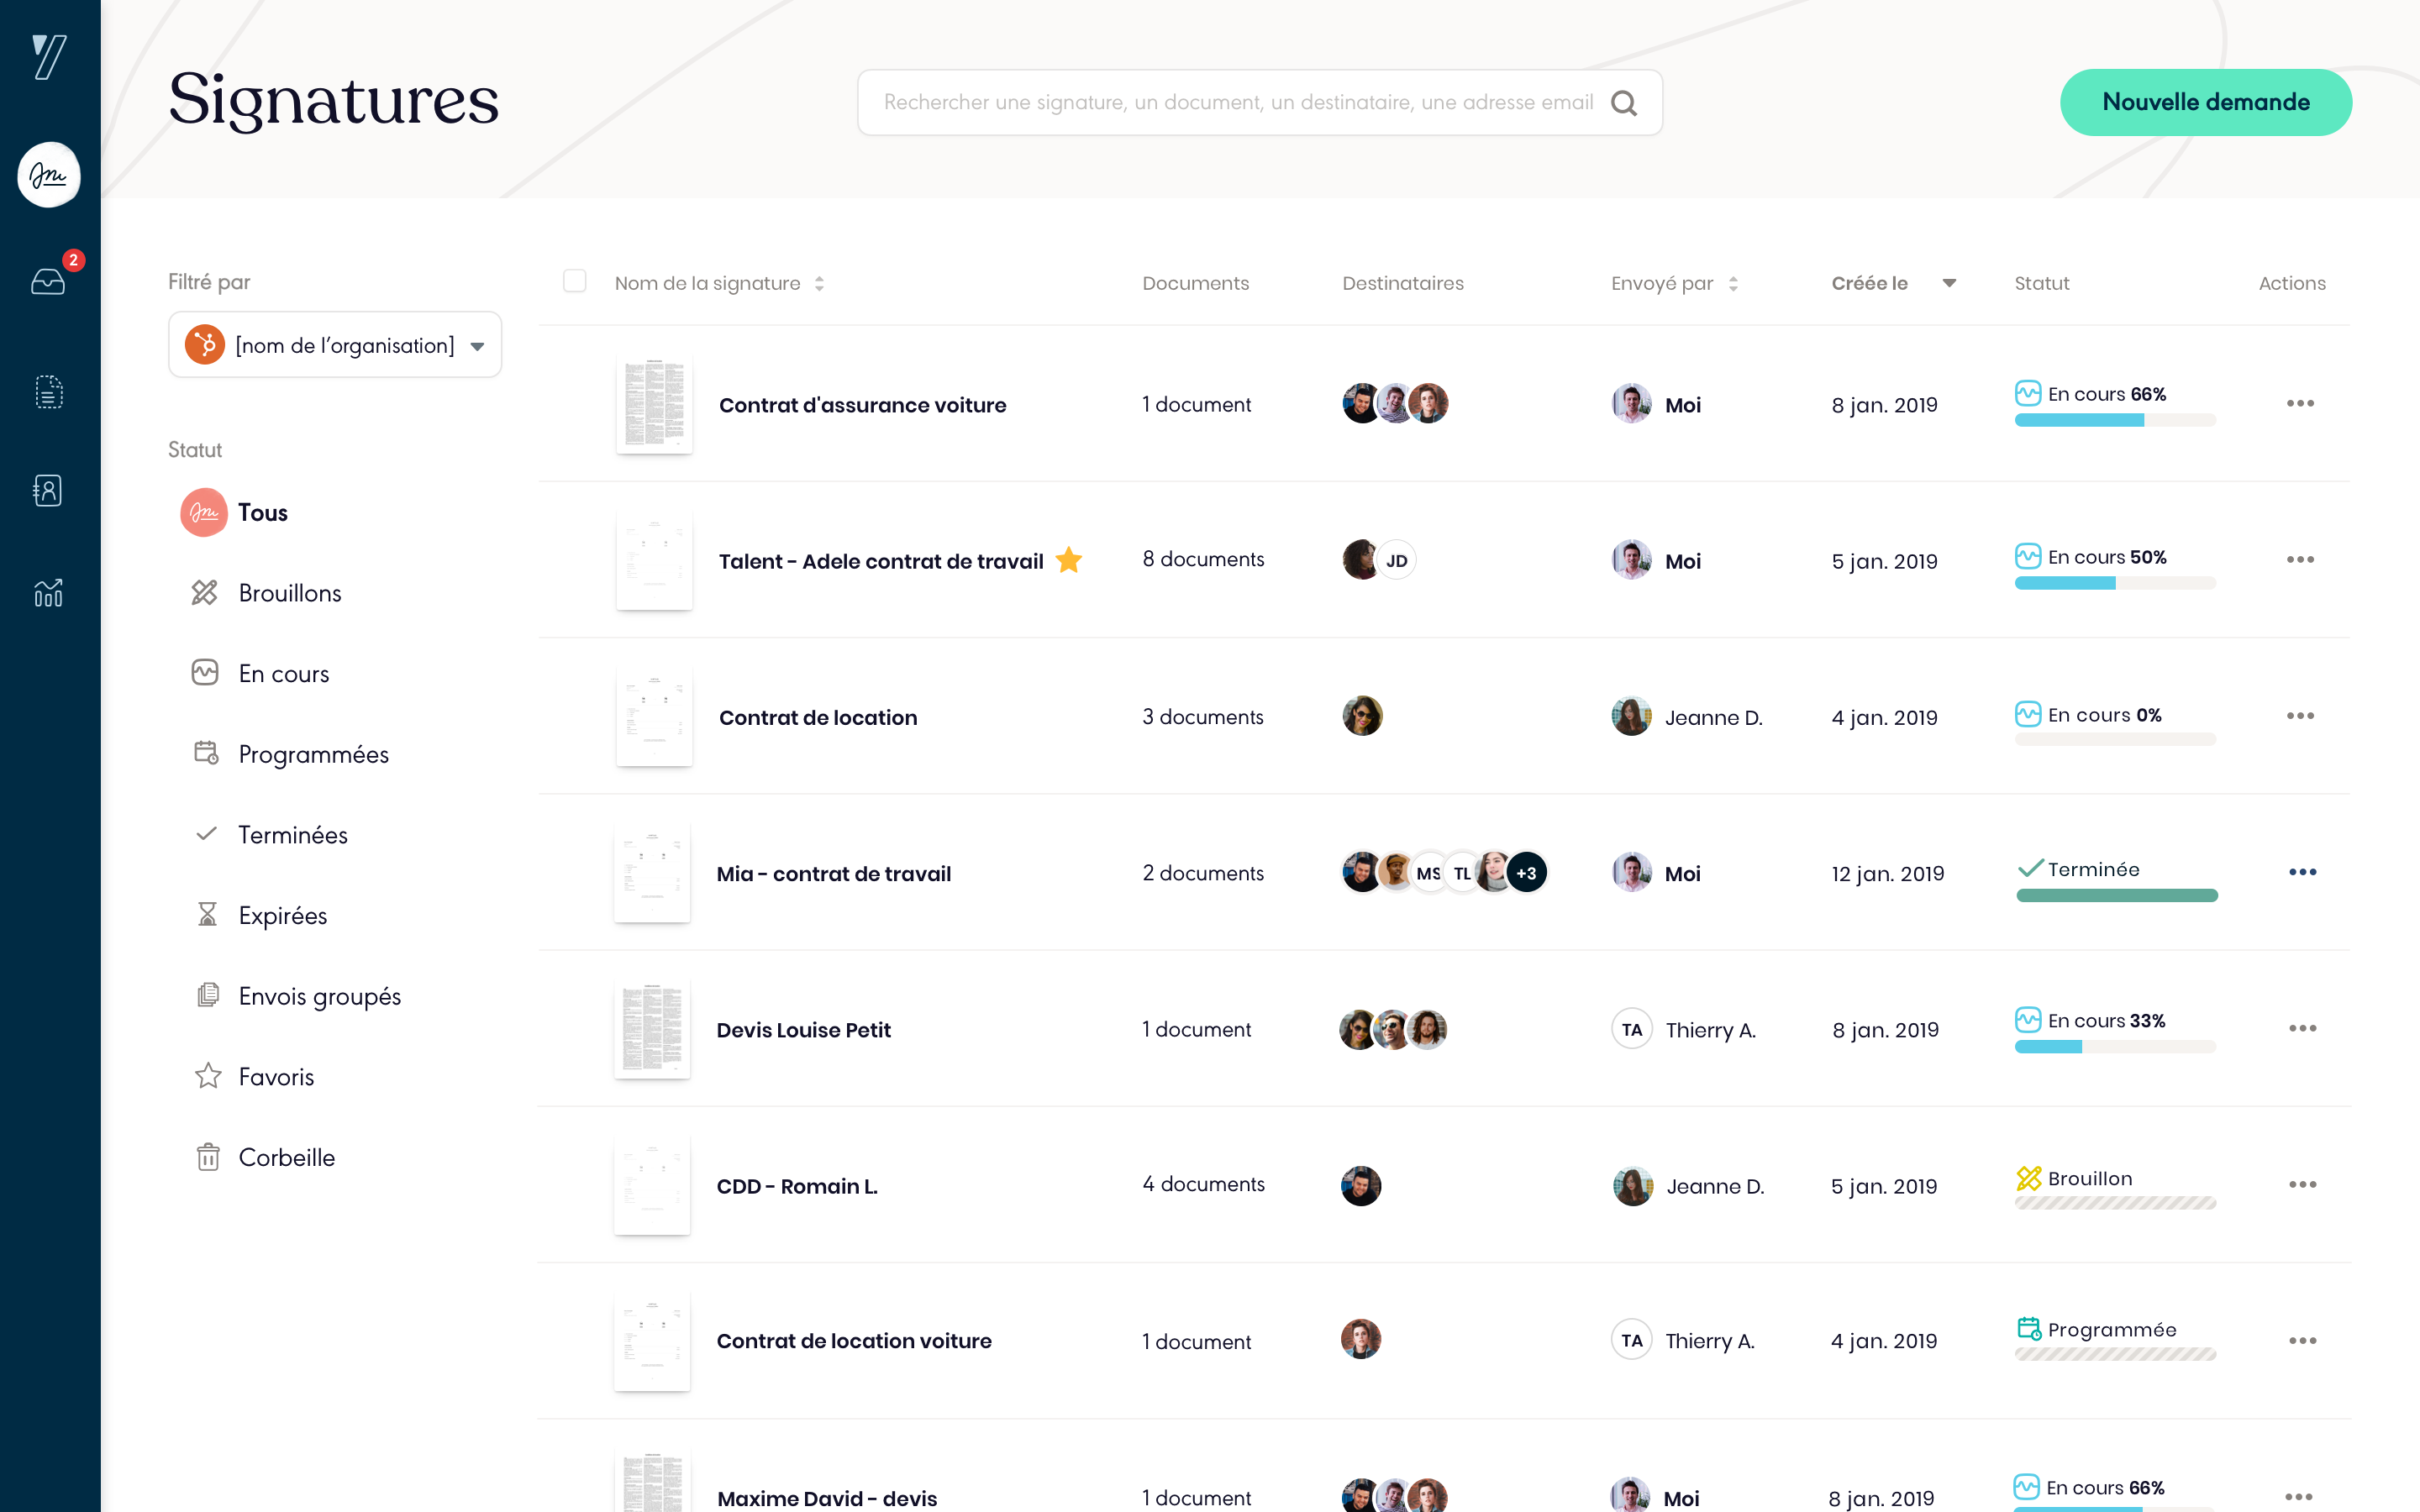 Signatures
Rechercher une signature, un document, un destinataire, une adresse email
Nouvelle demande
2
Filtré par
[nom de l’organisation]
Statut
Tous
Brouillons
En cours
Programmées
Terminées
Expirées
Envois groupés
Favoris
Corbeille
Nom de la signature Documents Destinataires Envoyé par Créée le Statut Actions
Contrat d'assurance voiture 1 document Moi 8 jan. 2019 En cours 66%
Talent - Adele contrat de travail 8 documents JD Moi 5 jan. 2019 En cours 50%
Contrat de location 3 documents Jeanne D. 4 jan. 2019 En cours 0%
Mia - contrat de travail 2 documents MS TL +3 Moi 12 jan. 2019 Terminée
Devis Louise Petit 1 document TA Thierry A. 8 jan. 2019 En cours 33%
CDD - Romain L. 4 documents Jeanne D. 5 jan. 2019 Brouillon
Contrat de location voiture 1 document TA Thierry A. 4 jan. 2019 Programmée
Maxime David - devis 1 document Moi 8 jan. 2019 En cours 66%